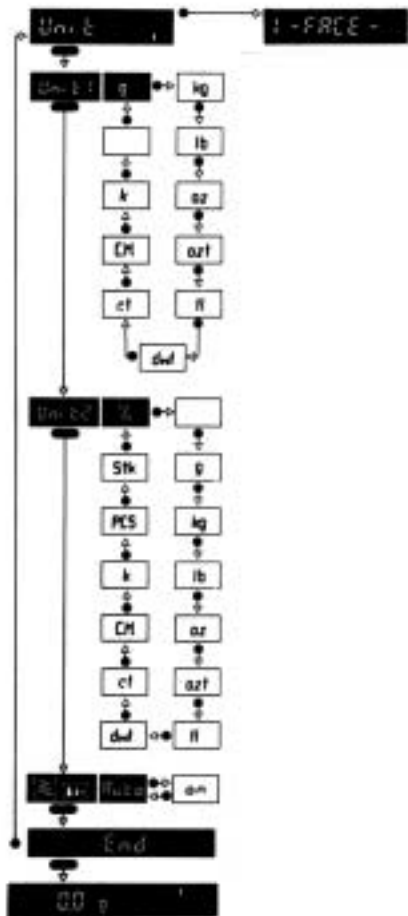 Unit 1-FACE-
Unit1 g kg
lb
k oz
CM ozt
ct tl
dwt
Unit2 %
Stk g
PCS kg
k lb
CM oz
ct ozt
dwt tl
Auto on
End
0.0 g